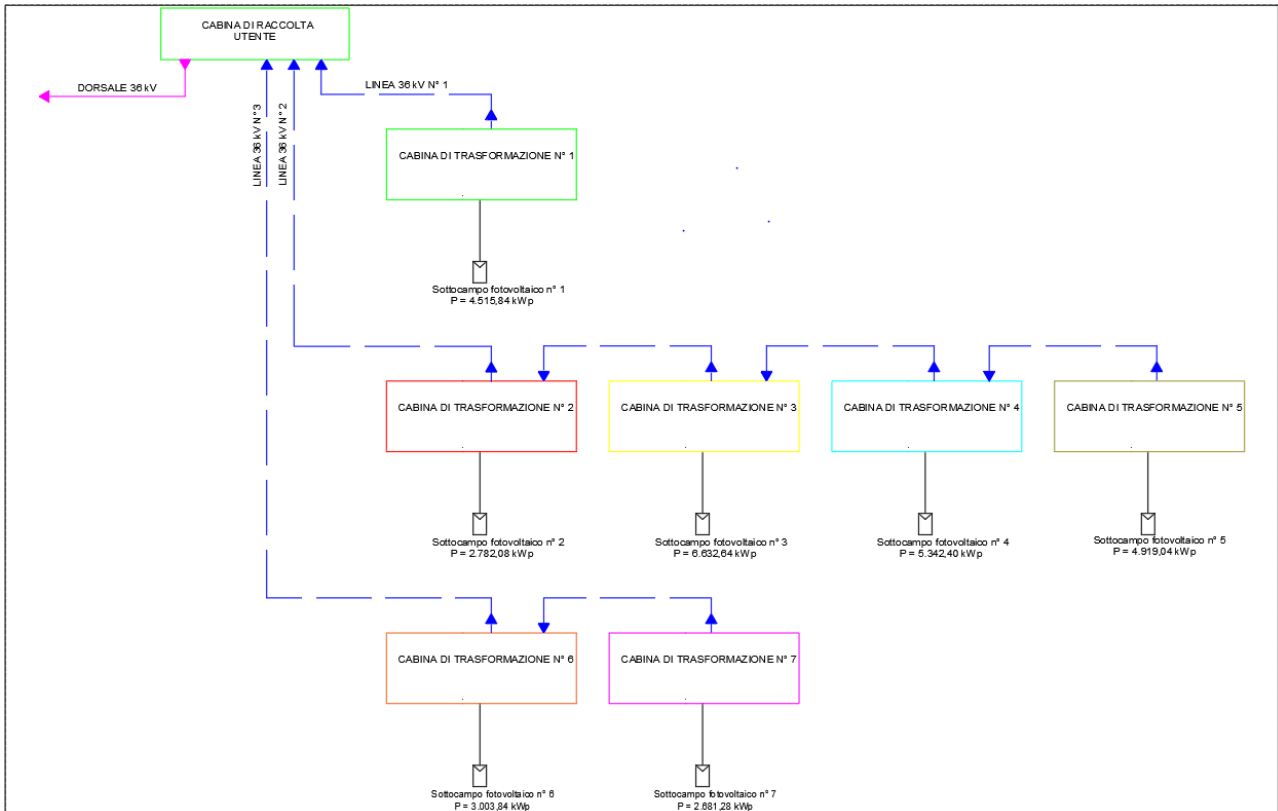 CABINA DI RACCOLTA
UTENTE
DORSALE 36 kV
LINEA 36 kV N° 1
LINEA 36 kV N° 3
LINEA 36 kV N° 2
CABINA DI TRASFORMAZIONE N° 1
Sottocampo fotovoltaico n° 1
P = 4.515,84 kWp
CABINA DI TRASFORMAZIONE N° 2
CABINA DI TRASFORMAZIONE N° 3
CABINA DI TRASFORMAZIONE N° 4
CABINA DI TRASFORMAZIONE N° 5
Sottocampo fotovoltaico n° 2
P = 2.782,08 kWp
Sottocampo fotovoltaico n° 3
P = 6.632,64 kWp
Sottocampo fotovoltaico n° 4
P = 5.342,40 kWp
Sottocampo fotovoltaico n° 5
P = 4.919,04 kWp
CABINA DI TRASFORMAZIONE N° 6
CABINA DI TRASFORMAZIONE N° 7
Sottocampo fotovoltaico n° 6
P = 3.003,84 kWp
Sottocampo fotovoltaico n° 7
P = 2.681,28 kWp